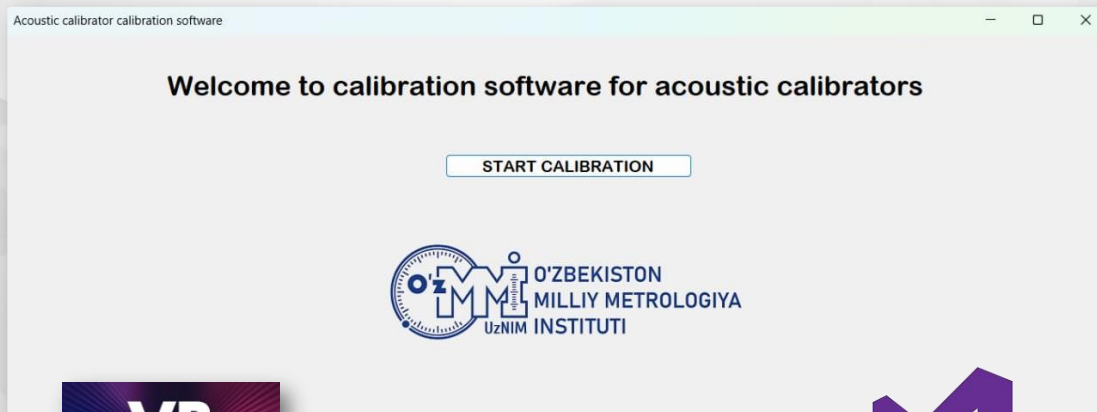 Acoustic calibrator calibration software
Welcome to calibration software for acoustic calibrators
START CALIBRATION
O'z MMI
O'ZBEKISTON
MILLIY METROLOGIYA
UzNIM INSTITUTI
VB